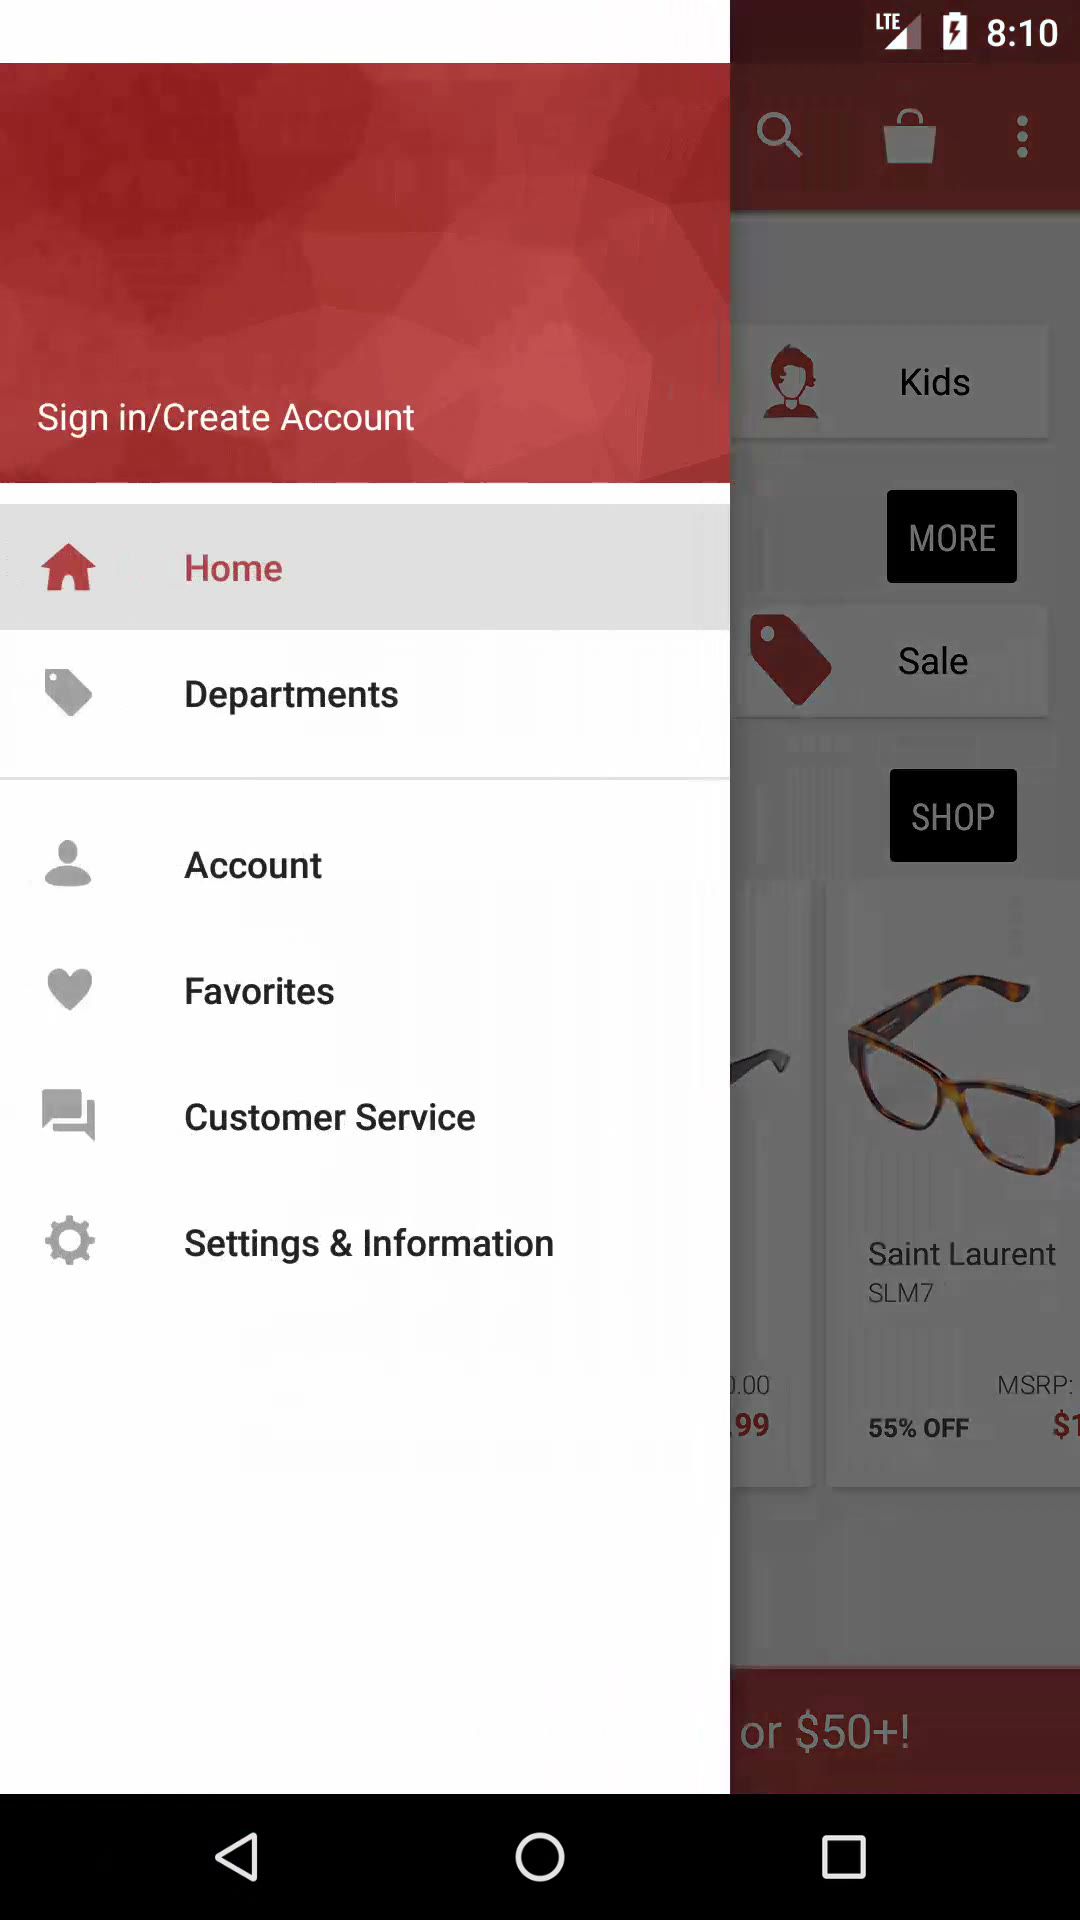 LTE 8:10
Sign in/Create Account
Home
Departments
Account
Favorites
Customer Service
Settings & Information
Kids
MORE
Sale
SHOP
Saint Laurent
SLM7
.00
MSRP:
.99
55% OFF
$1
or $50+!